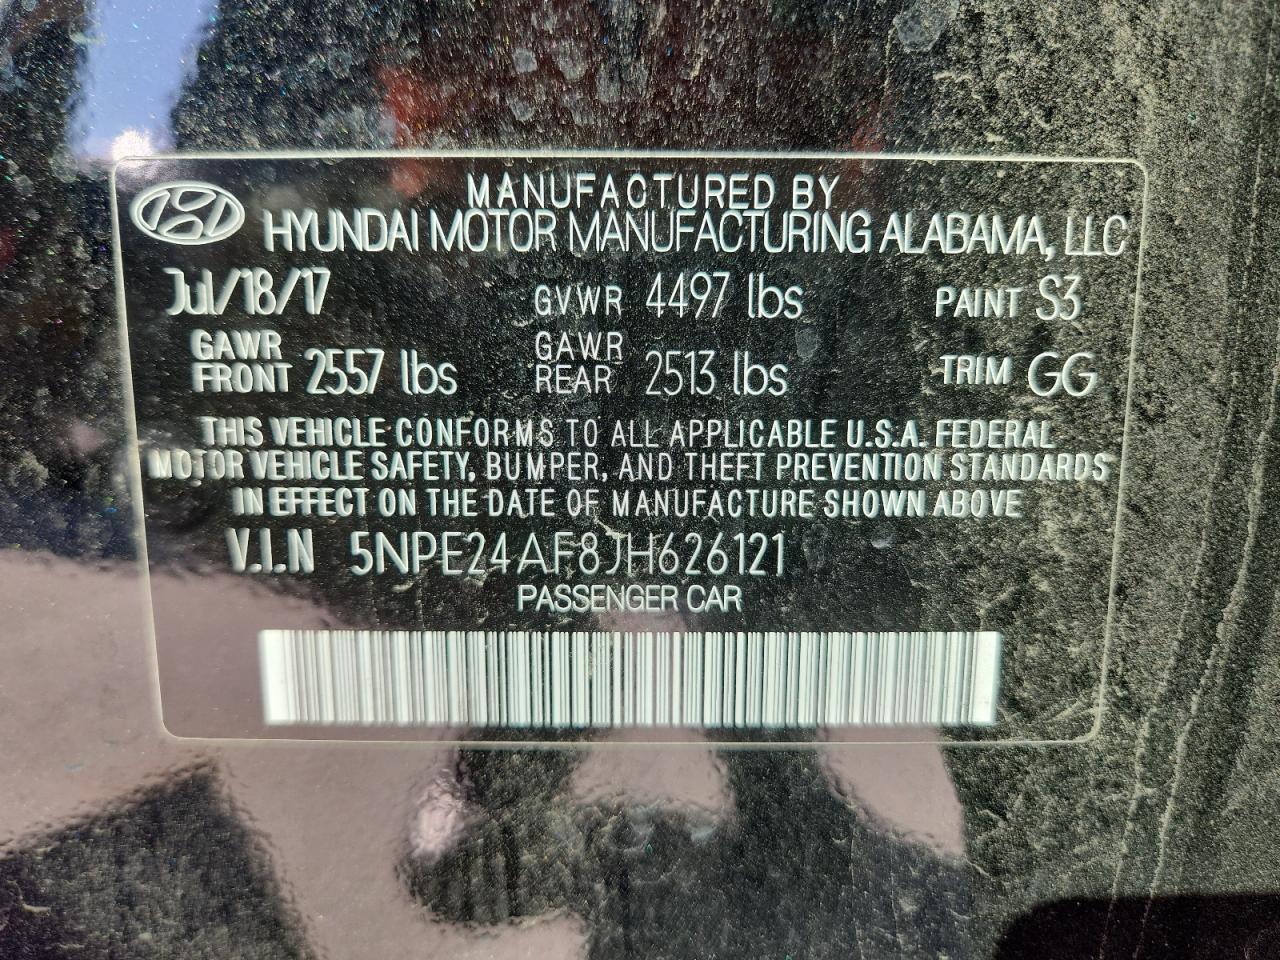 MANUFACTURED BY
HYUNDAI MOTOR MANUFACTURING ALABAMA, LLC
Jul/18/17 GVWR 4497 lbs PAINT S3
GAWR FRONT 2557 lbs GAWR REAR 2513 lbs TRIM GG
THIS VEHICLE CONFORMS TO ALL APPLICABLE U.S.A. FEDERAL
MOTOR VEHICLE SAFETY, BUMPER, AND THEFT PREVENTION STANDARDS
IN EFFECT ON THE DATE OF MANUFACTURE SHOWN ABOVE
V.I.N 5NPE24AF8JH626121
PASSENGER CAR